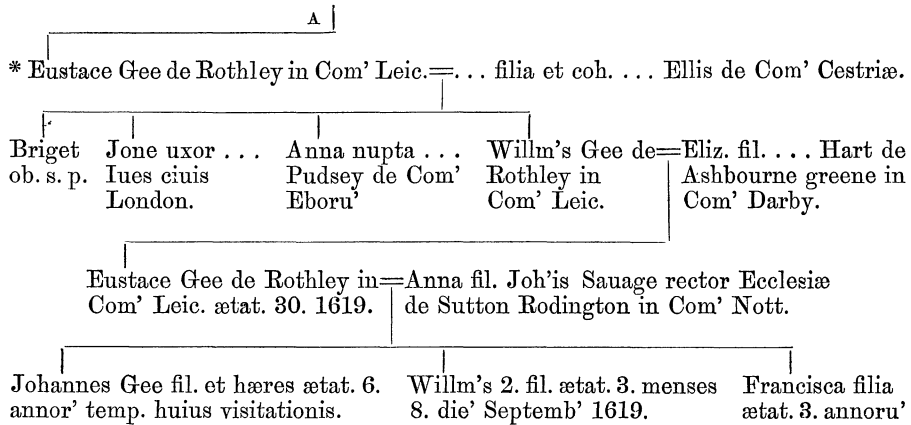 A
* Eustace Gee de Rothley in Com' Leic.=. . . filia et coh. . . . Ellis de Com' Cestriæ.
Briget
ob. s. p.
Jone uxor . . .
Iues ciuis
London.
Anna nupta . . .
Pudsey de Com'
Eboru'
Willm's Gee de=Eliz. fil. . . . Hart de
Rothley in
Com' Leic.
Ashbourne greene in
Com' Darby.
Eustace Gee de Rothley in=Anna fil. Joh'is Sauage rector Ecclesiæ
Com' Leic. ætat. 30. 1619.
de Sutton Rodington in Com' Nott.
Johannes Gee fil. et hæres ætat. 6.
annor' temp. huius visitationis.
Willm's 2. fil. ætat. 3. menses
8. die' Septemb' 1619.
Francisca filia
ætat. 3. annoru'